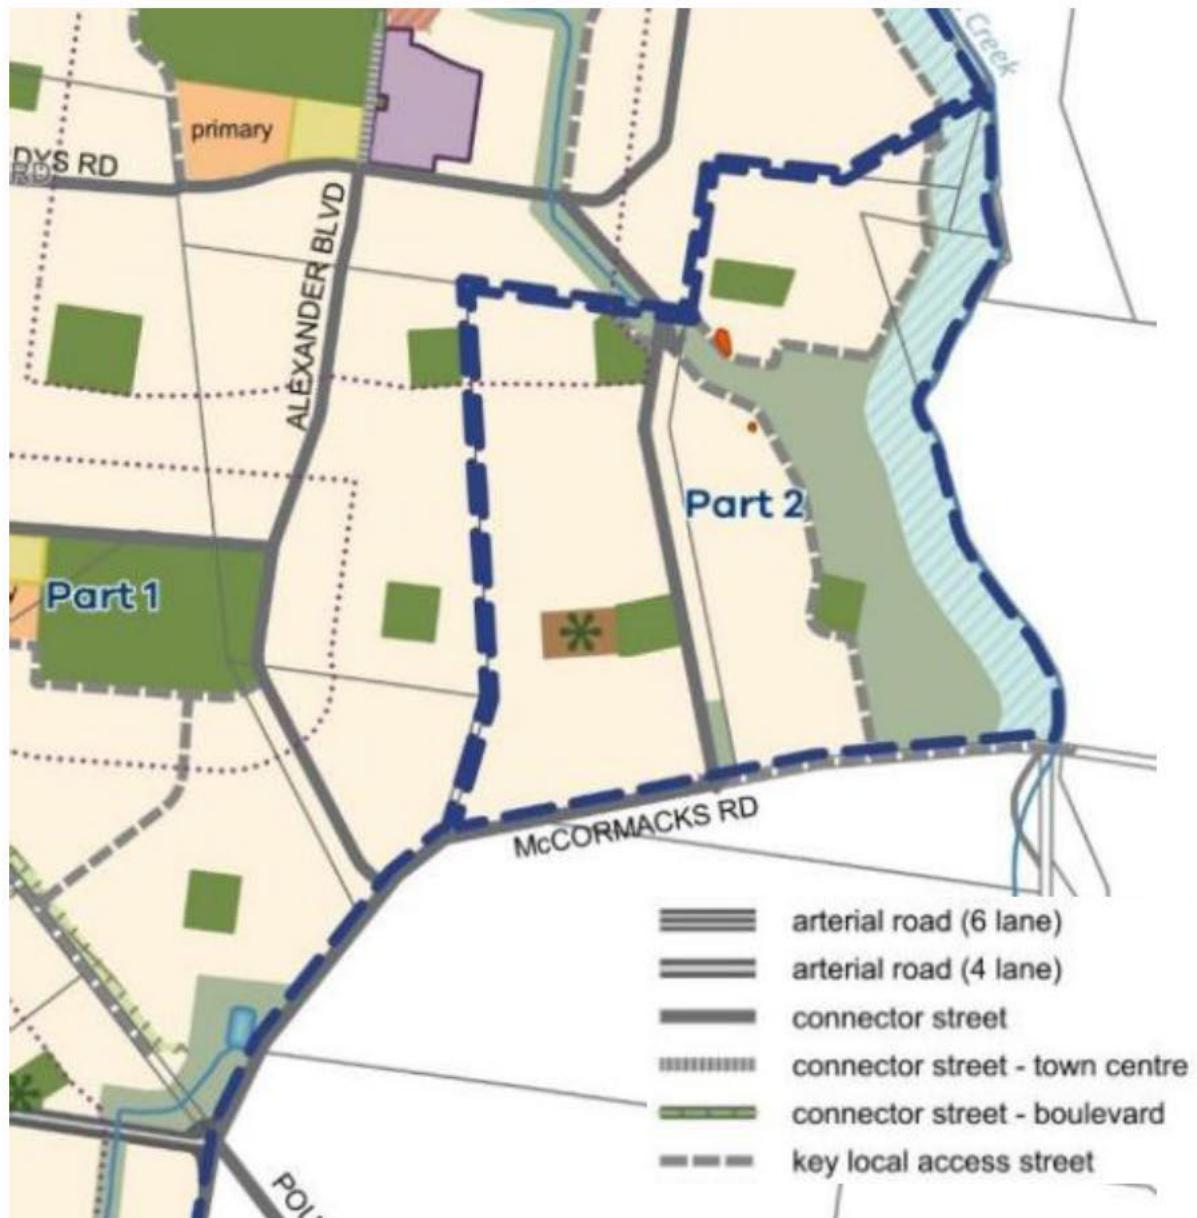 Creek
primary
DYS RD
RD
ALEXANDER BLVD
Part 2
Part 1
McCORMACKS RD
arterial road (6 lane)
arterial road (4 lane)
connector street
connector street - town centre
connector street - boulevard
key local access street
POU